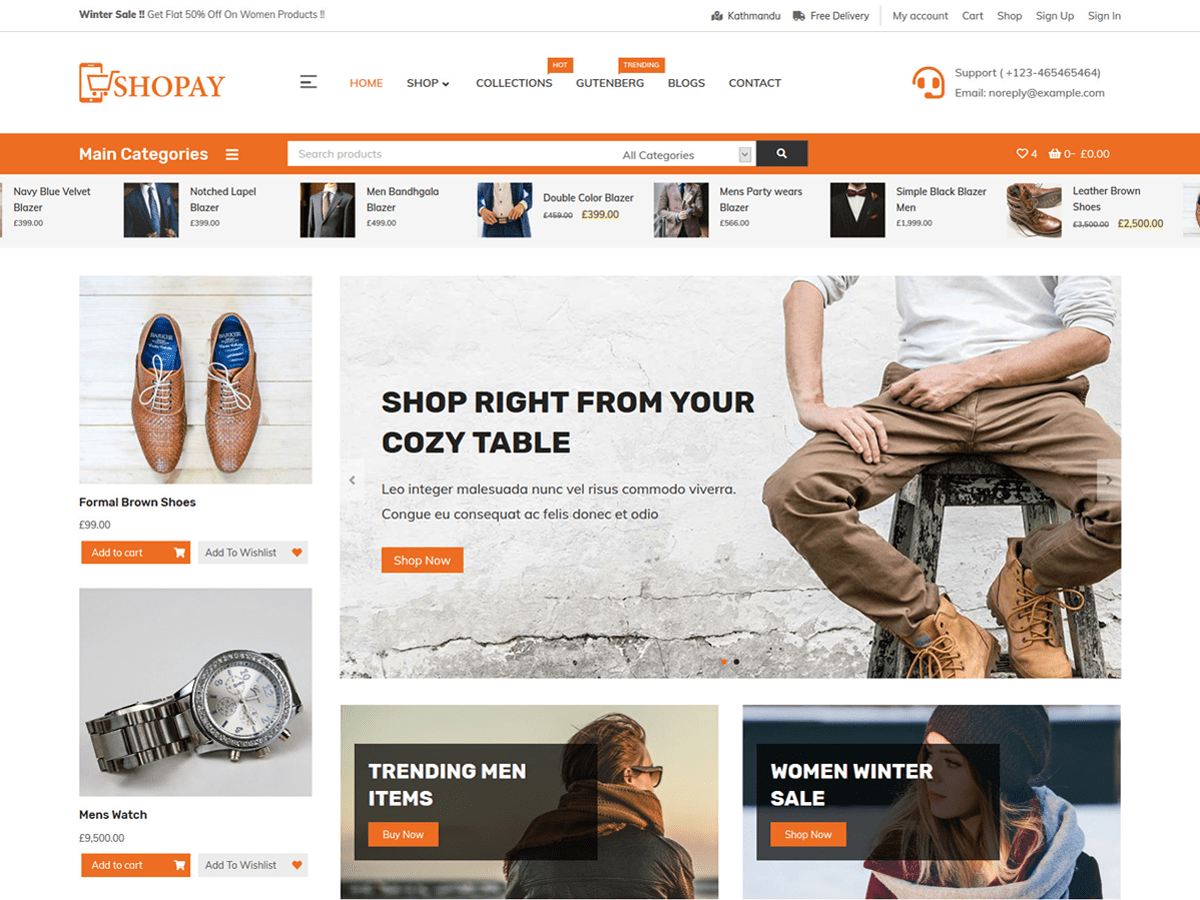 Winter Sale !! Get Flat 50% Off On Women Products !!
Kathmandu Free Delivery My account Cart Shop Sign Up Sign In
SHOPAY
HOT TRENDING
HOME SHOP COLLECTIONS GUTENBERG BLOGS CONTACT
Support ( +123-465465464)
Email: noreply@example.com
Main Categories
Search products All Categories
4 0– £0.00
Navy Blue Velvet
Blazer
£399.00
Notched Lapel
Blazer
£399.00
Men Bandhgala
Blazer
£499.00
Double Color Blazer
£459.00 £399.00
Mens Party wears
Blazer
£566.00
Simple Black Blazer
Men
£1,999.00
Leather Brown
Shoes
£3,500.00 £2,500.00
Formal Brown Shoes
£99.00
Add to cart Add To Wishlist
SHOP RIGHT FROM YOUR
COZY TABLE
Leo integer malesuada nunc vel risus commodo viverra.
Congue eu consequat ac felis donec et odio
Shop Now
Mens Watch
£9,500.00
Add to cart Add To Wishlist
TRENDING MEN
ITEMS
Buy Now
WOMEN WINTER
SALE
Shop Now